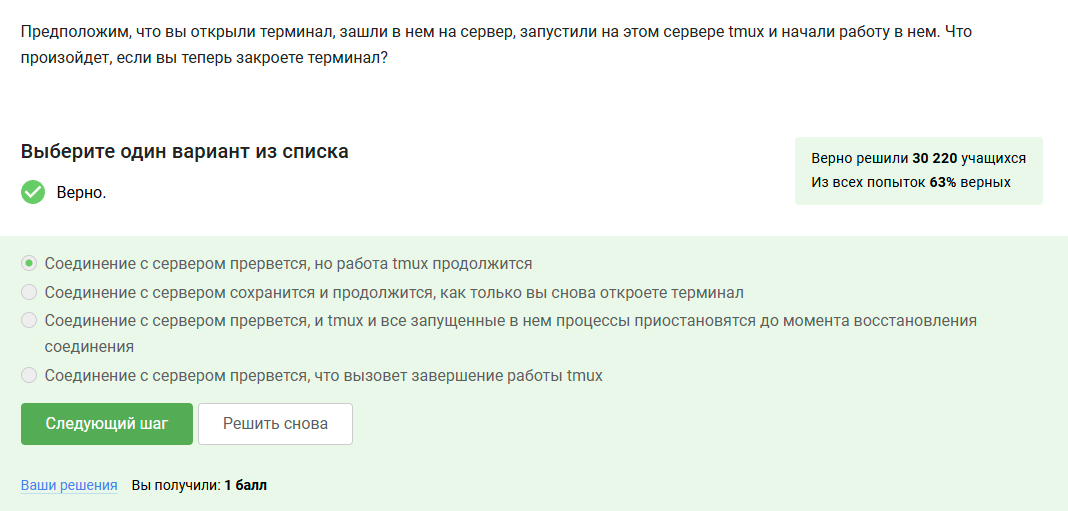 Предположим, что вы открыли терминал, зашли в нем на сервер, запустили на этом сервере tmux и начали работу в нем. Что
произойдет, если вы теперь закроете терминал?
Выберите один вариант из списка
Верно.
Верно решили 30 220 учащихся
Из всех попыток 63% верных
Соединение с сервером прервется, но работа tmux продолжится
Соединение с сервером сохранится и продолжится, как только вы снова откроете терминал
Соединение с сервером прервется, и tmux и все запущенные в нем процессы приостановятся до момента восстановления
соединения
Соединение с сервером прервется, что вызовет завершение работы tmux
Следующий шаг
Решить снова
Ваши решения Вы получили: 1 балл